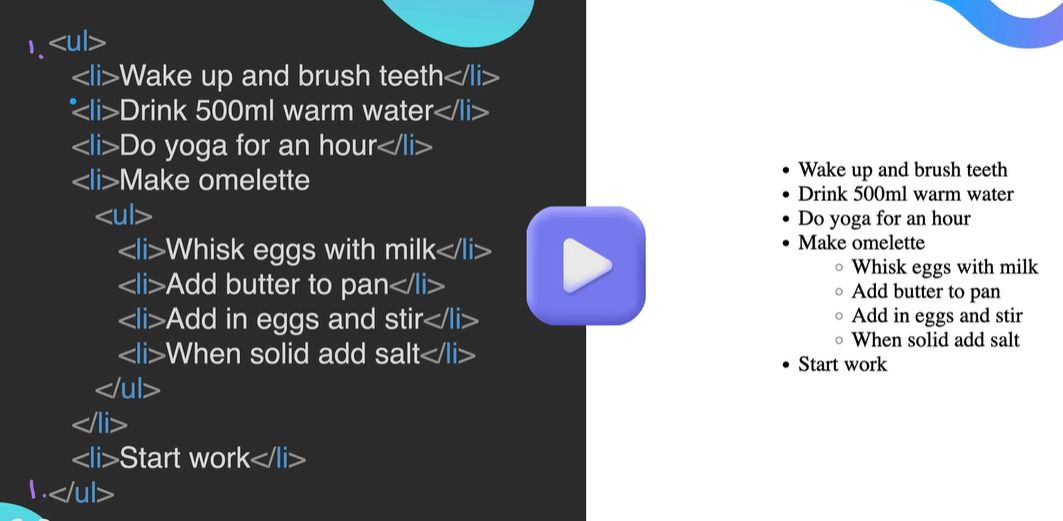 1. <ul>
<li>Wake up and brush teeth</li>
<li>Drink 500ml warm water</li>
<li>Do yoga for an hour</li>
<li>Make omelette
<ul>
<li>Whisk eggs with milk</li>
<li>Add butter to pan</li>
<li>Add in eggs and stir</li>
<li>When solid add salt</li>
</ul>
</li>
<li>Start work</li>
1. </ul>
• Wake up and brush teeth
• Drink 500ml warm water
• Do yoga for an hour
• Make omelette
◦ Whisk eggs with milk
◦ Add butter to pan
◦ Add in eggs and stir
◦ When solid add salt
• Start work